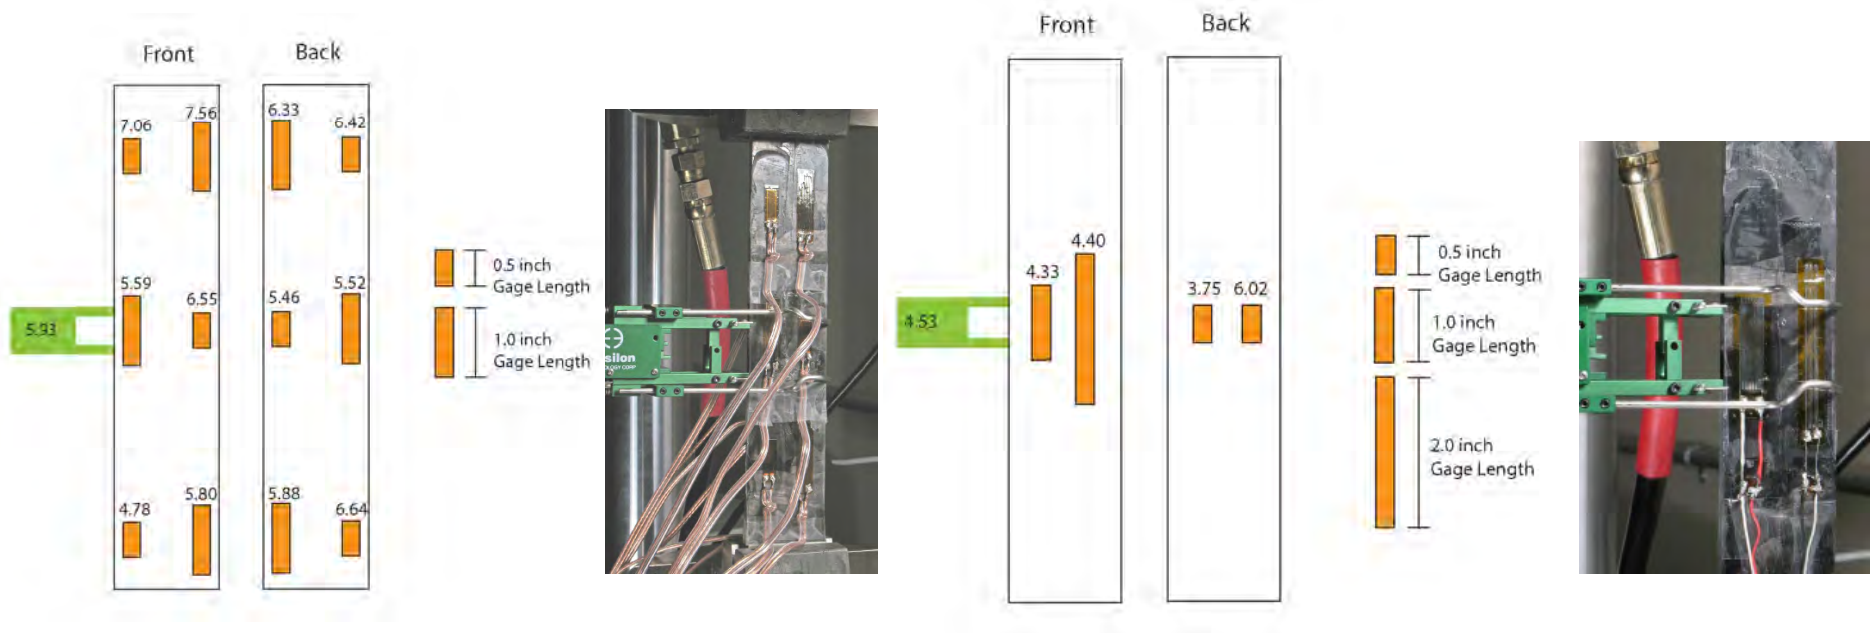 Front
Back
7.06
7.56
6.33
6.42
5.59
6.55
5.46
5.52
5.33
4.78
5.80
5.88
6.64
0.5 inch
Gage Length
1.0 inch
Gage Length
silon
OLOGY CORP
Front
Back
4.33
4.40
3.75
6.02
4.53
0.5 inch
Gage Length
1.0 inch
Gage Length
2.0 inch
Gage Length